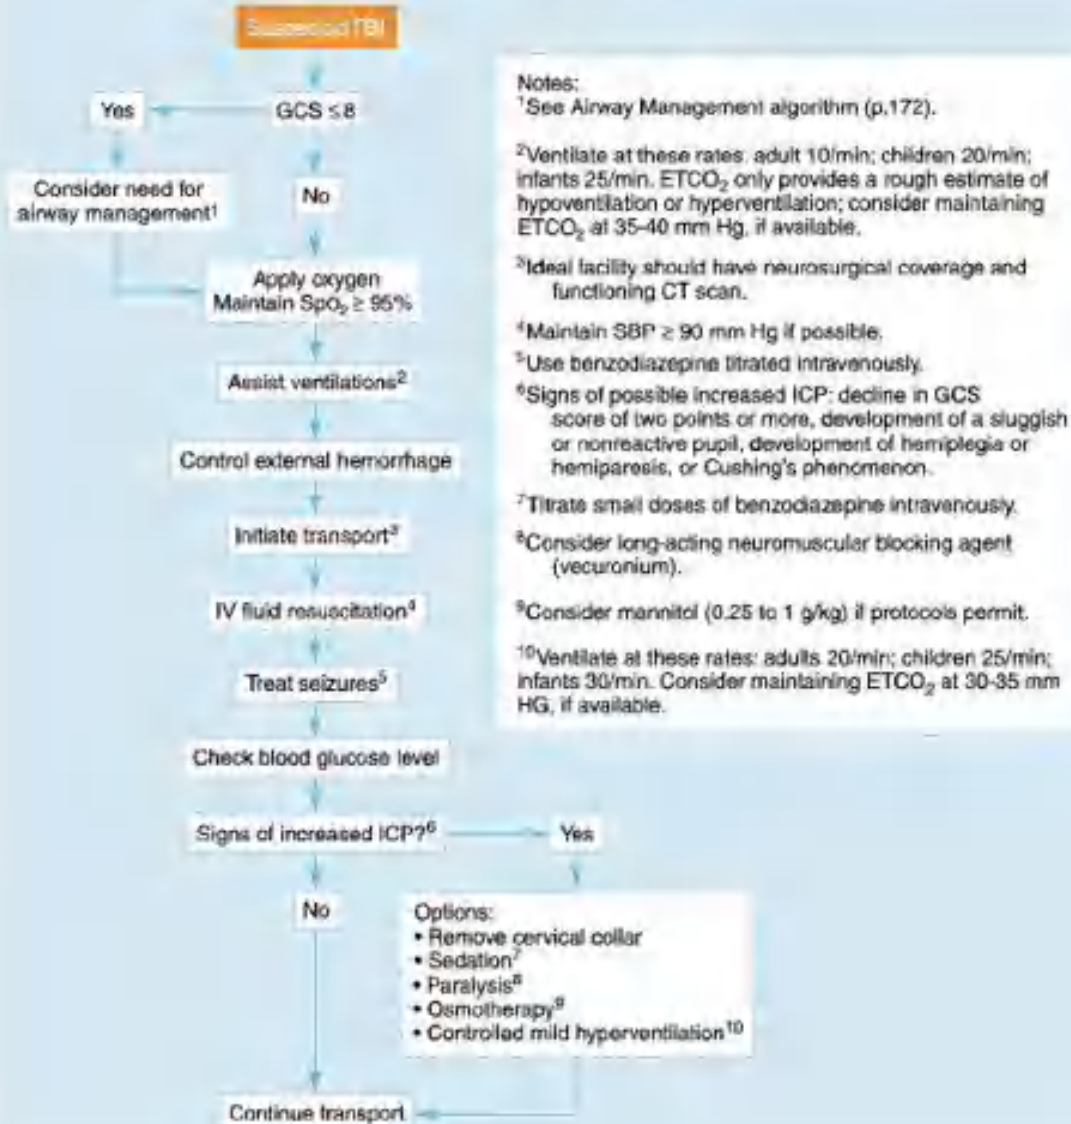 Suspected TBI
GCS ≤ 8
Yes
No
Consider need for
airway management¹
Apply oxygen
Maintain SpO₂ ≥ 95%
Assist ventilations²
Control external hemorrhage
Initiate transport³
IV fluid resuscitation⁴
Treat seizures⁵
Check blood glucose level
Signs of increased ICP?⁶
Yes
No
Options:
• Remove cervical collar
• Sedation⁷
• Paralysis⁸
• Osmotherapy⁹
• Controlled mild hyperventilation¹⁰
Continue transport
Notes:
¹See Airway Management algorithm (p.172).
²Ventilate at these rates: adult 10/min; children 20/min;
infants 25/min. ETCO₂ only provides a rough estimate of
hypoventilation or hyperventilation; consider maintaining
ETCO₂ at 35-40 mm Hg, if available.
³Ideal facility should have neurosurgical coverage and
functioning CT scan.
⁴Maintain SBP ≥ 90 mm Hg if possible.
⁵Use benzodiazepine titrated intravenously.
⁶Signs of possible increased ICP: decline in GCS
score of two points or more, development of a sluggish
or nonreactive pupil, development of hemiplegia or
hemiparesis, or Cushing's phenomenon.
⁷Titrate small doses of benzodiazepine intravenously.
⁸Consider long-acting neuromuscular blocking agent
(vecuronium).
⁹Consider mannitol (0.25 to 1 g/kg) if protocols permit.
¹⁰Ventilate at these rates: adults 20/min; children 25/min;
infants 30/min. Consider maintaining ETCO₂ at 30-35 mm
HG, if available.